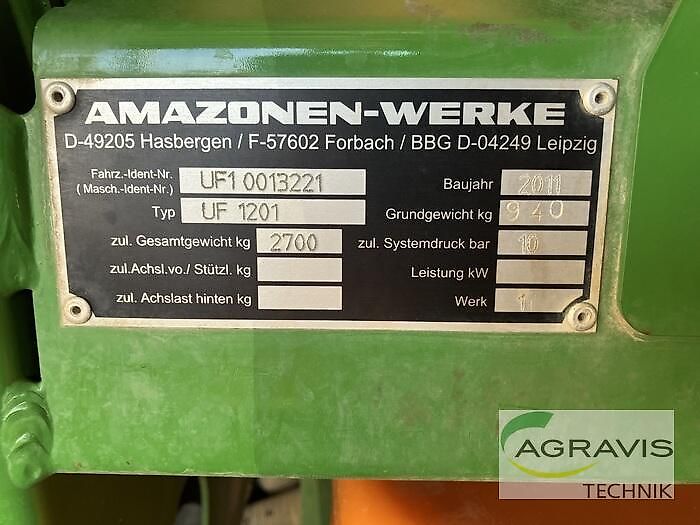 AMAZONEN-WERKE
D-49205 Hasbergen / F-57602 Forbach / BBG D-04249 Leipzig
Fahrz.-Ident-Nr.
(Masch.-Ident-Nr.) UF1 0013221 Baujahr 2011
Typ UF 1201 Grundgewicht kg 940
zul. Gesamtgewicht kg 2700 zul. Systemdruck bar 10
zul.Achsl.vo./ Stützl. kg Leistung kW
zul. Achslast hinten kg Werk 1
AGRAVIS
TECHNIK